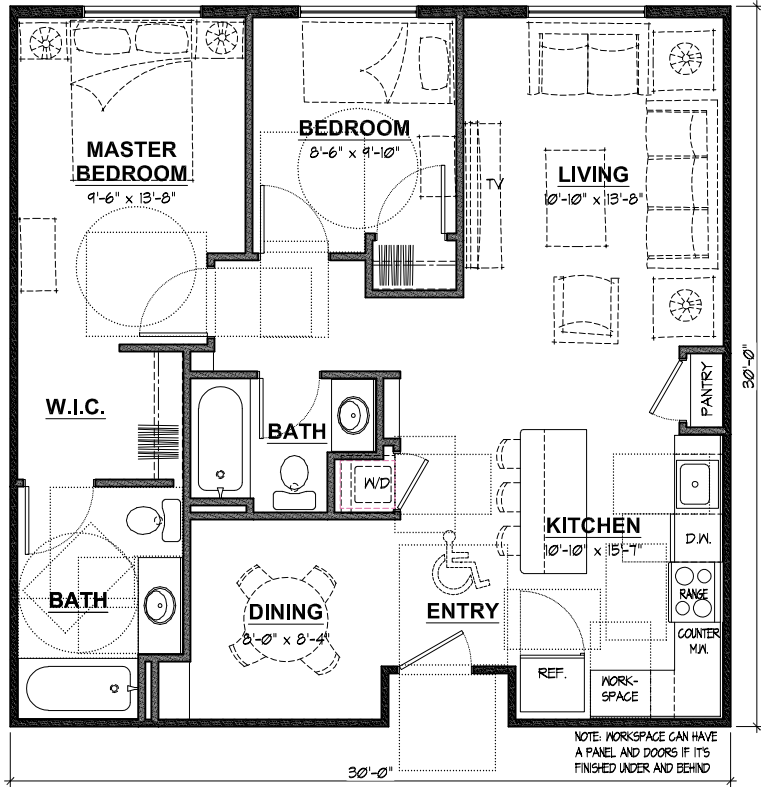 MASTER
BEDROOM
9'-6" x 13'-8"
BEDROOM
8'-6" x 9'-10"
TV
LIVING
10'-10" x 13'-8"
30'-0"
PANTRY
W.I.C.
BATH
W/D
KITCHEN
10'-10" x 15'-7"
D.W.
RANGE
COUNTER
M.W.
BATH
DINING
8'-0" x 8'-4"
ENTRY
REF.
WORK-
SPACE
NOTE: WORKSPACE CAN HAVE
A PANEL AND DOORS IF IT'S
FINISHED UNDER AND BEHIND
30'-0"